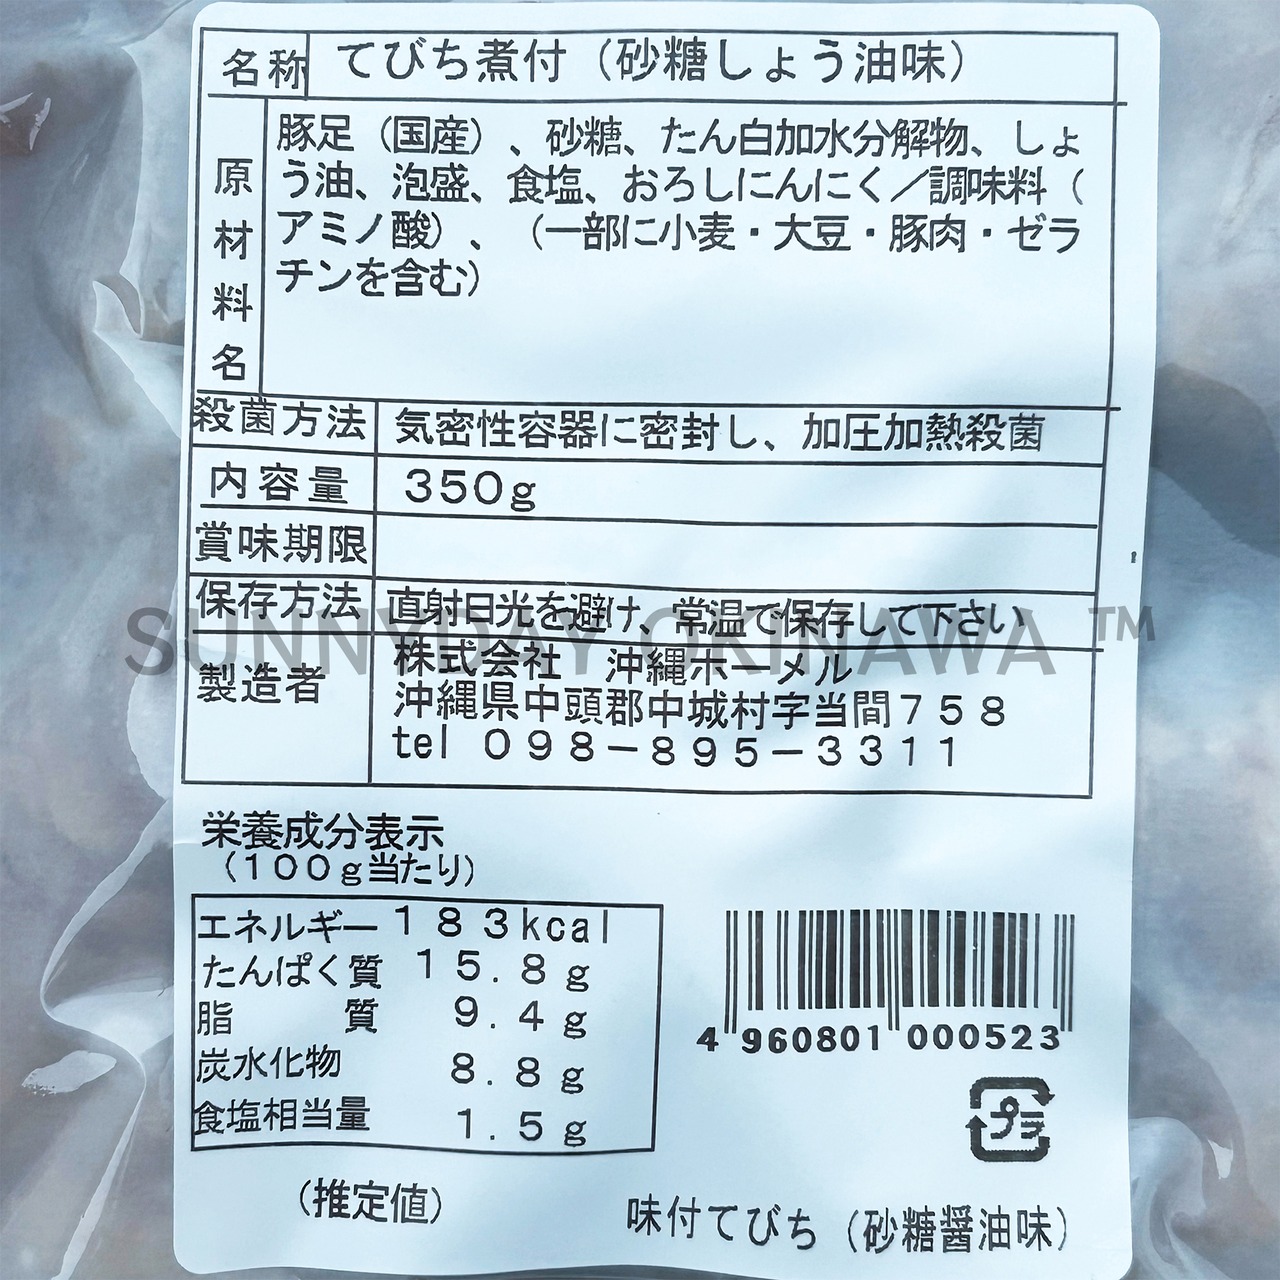 名称 てびち煮付（砂糖しょう油味）
原材料名 豚足（国産）、砂糖、たん白加水分解物、しょ
う油、泡盛、食塩、おろしにんにく／調味料（
アミノ酸）、（一部に小麦・大豆・豚肉・ゼラ
チンを含む）
殺菌方法 気密性容器に密封し、加圧加熱殺菌
内容量 350g
賞味期限
保存方法 直射日光を避け、常温で保存して下さい
SUNNYDAY OKINAWA ™
製造者 株式会社 沖縄ホーメル
沖縄県中頭郡中城村字当間７５８
tel ０９８－８９５－３３１１
栄養成分表示
（１００ｇ当たり）
エネルギー １８３kcal
たんぱく質 １５.８ｇ
脂質 ９.４ｇ
炭水化物 ８.８ｇ
食塩相当量 １.５ｇ
（推定値）
4 960801 000523
プラ
味付てびち（砂糖醤油味）